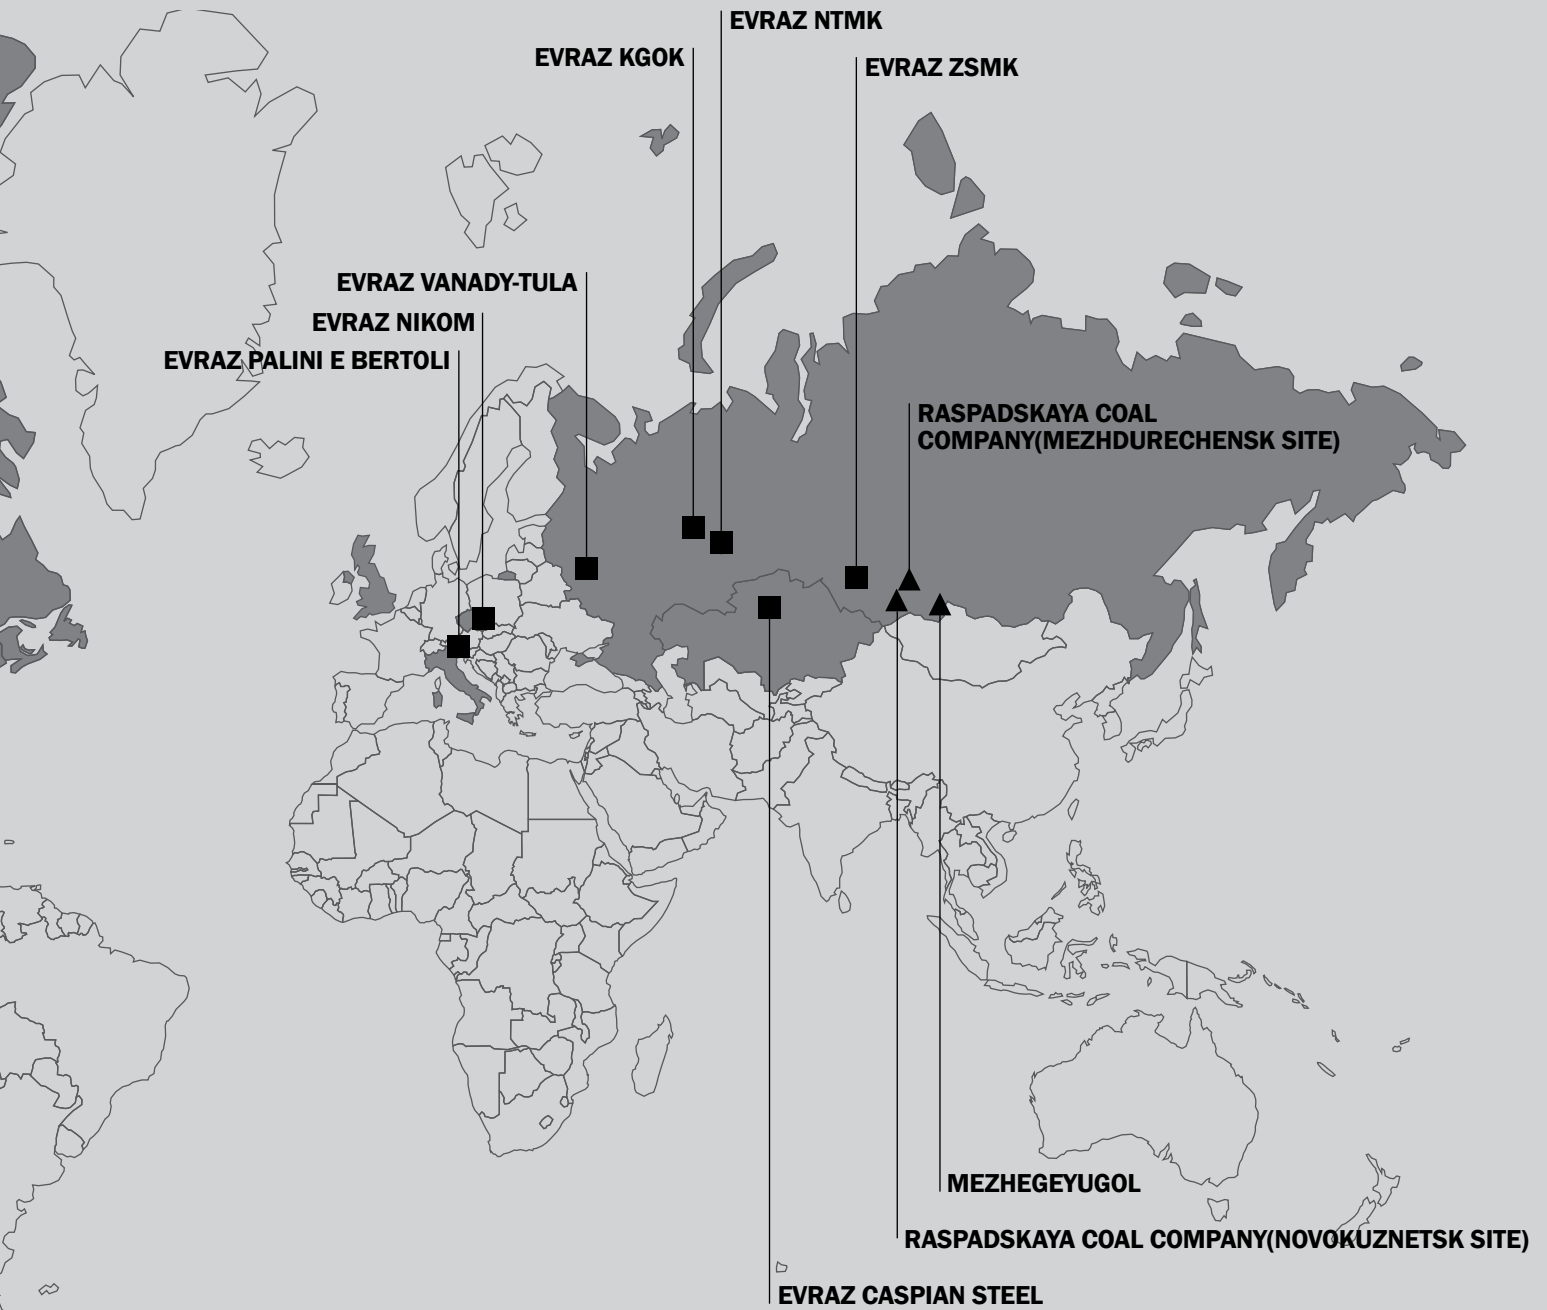 EVRAZ NTMK
EVRAZ KGOK
EVRAZ ZSMK
EVRAZ VANADY-TULA
EVRAZ NIKOM
EVRAZ PALINI E BERTOLI
RASPADSKAYA COAL
COMPANY(MEZHDURECHENSK SITE)
MEZHEGEYUGOL
RASPADSKAYA COAL COMPANY(NOVOKUZNETSK SITE)
EVRAZ CASPIAN STEEL